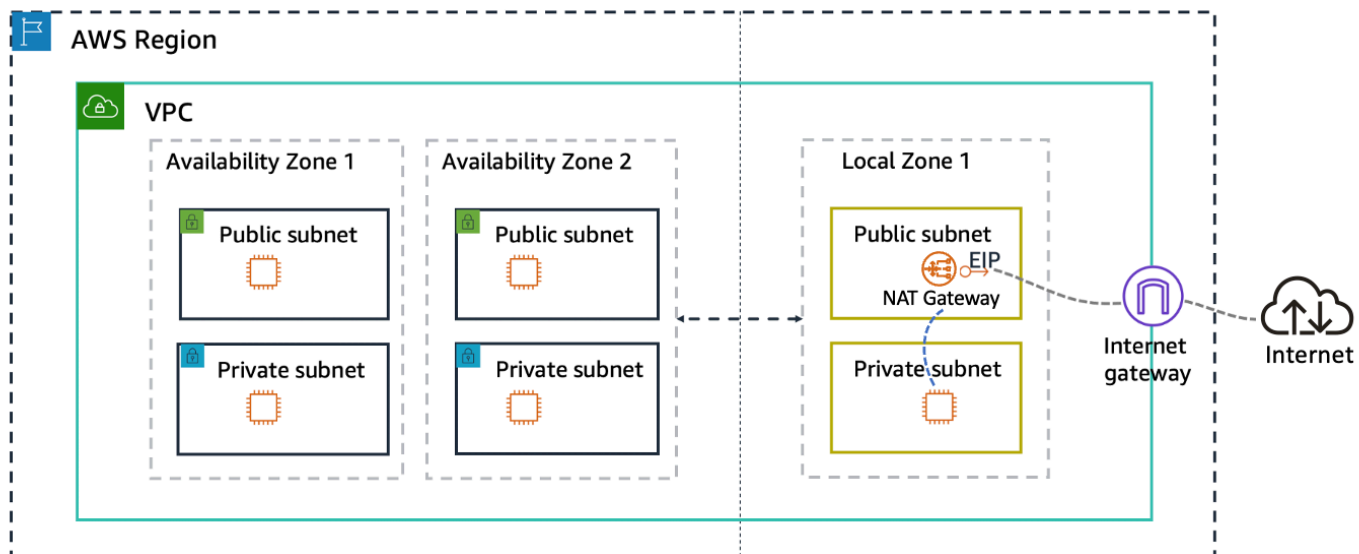 AWS Region
VPC
Availability Zone 1
Availability Zone 2
Local Zone 1
Public subnet
Public subnet
Public subnet
EIP
NAT Gateway
Private subnet
Private subnet
Private subnet
Internet
gateway
Internet